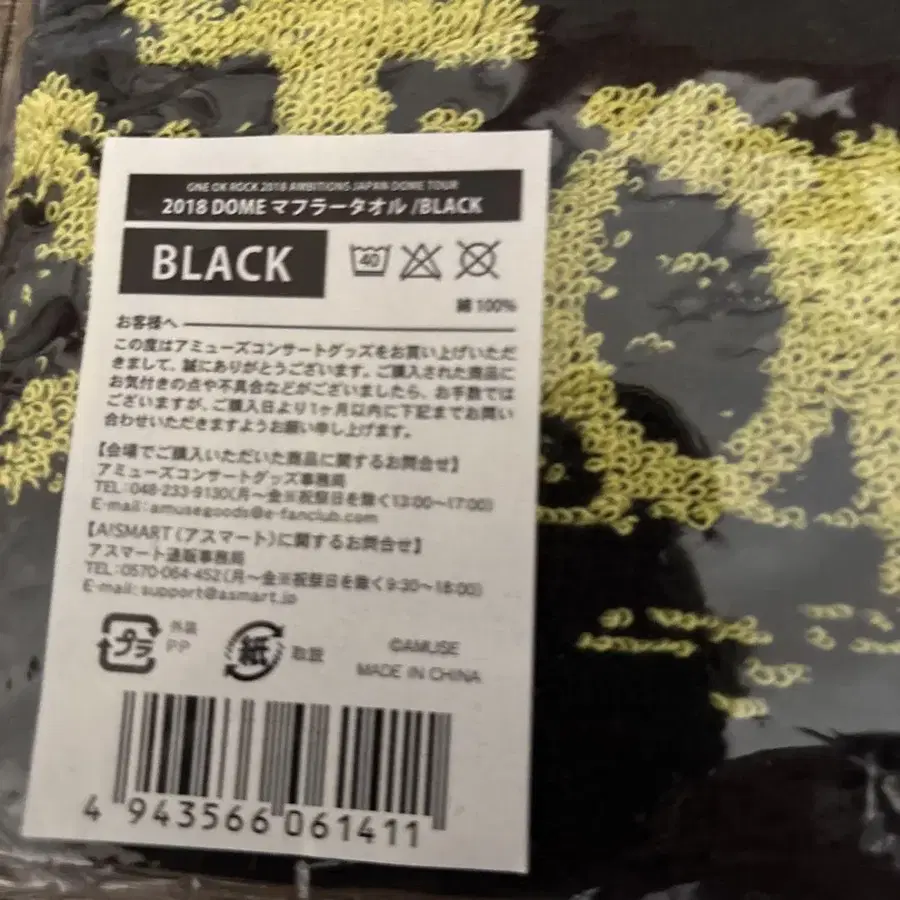 ONE OK ROCK 2018 AMBITIONS JAPAN DOME TOUR
2018 DOME マフラータオル /BLACK
BLACK
40
綿 100%
お客様へ
この度はアミューズコンサートグッズをお買い上げいただ
きまして、誠にありがとうございます。ご購入された商品に
お気付きの点や不具合などがございましたら、お手数では
ございますが、ご購入日より1ヶ月以内に下記までお問い
合わせいただきますようお願い申し上げます。
【会場でご購入いただいた商品に関するお問合せ】
アミューズコンサートグッズ事務局
TEL:048-233-9130(月～金※祝祭日を除く13:00～17:00)
E-mail:amusegoods@e-fanclub.com
【A!SMART(アスマート)に関するお問合せ】
アスマート通販事務局
TEL:0570-064-452(月～金※祝祭日を除く9:30～18:00)
E-mail:support@asmart.jp
プラ
外装
PP
紙
取説
©AMUSE
MADE IN CHINA
4 943566 061411